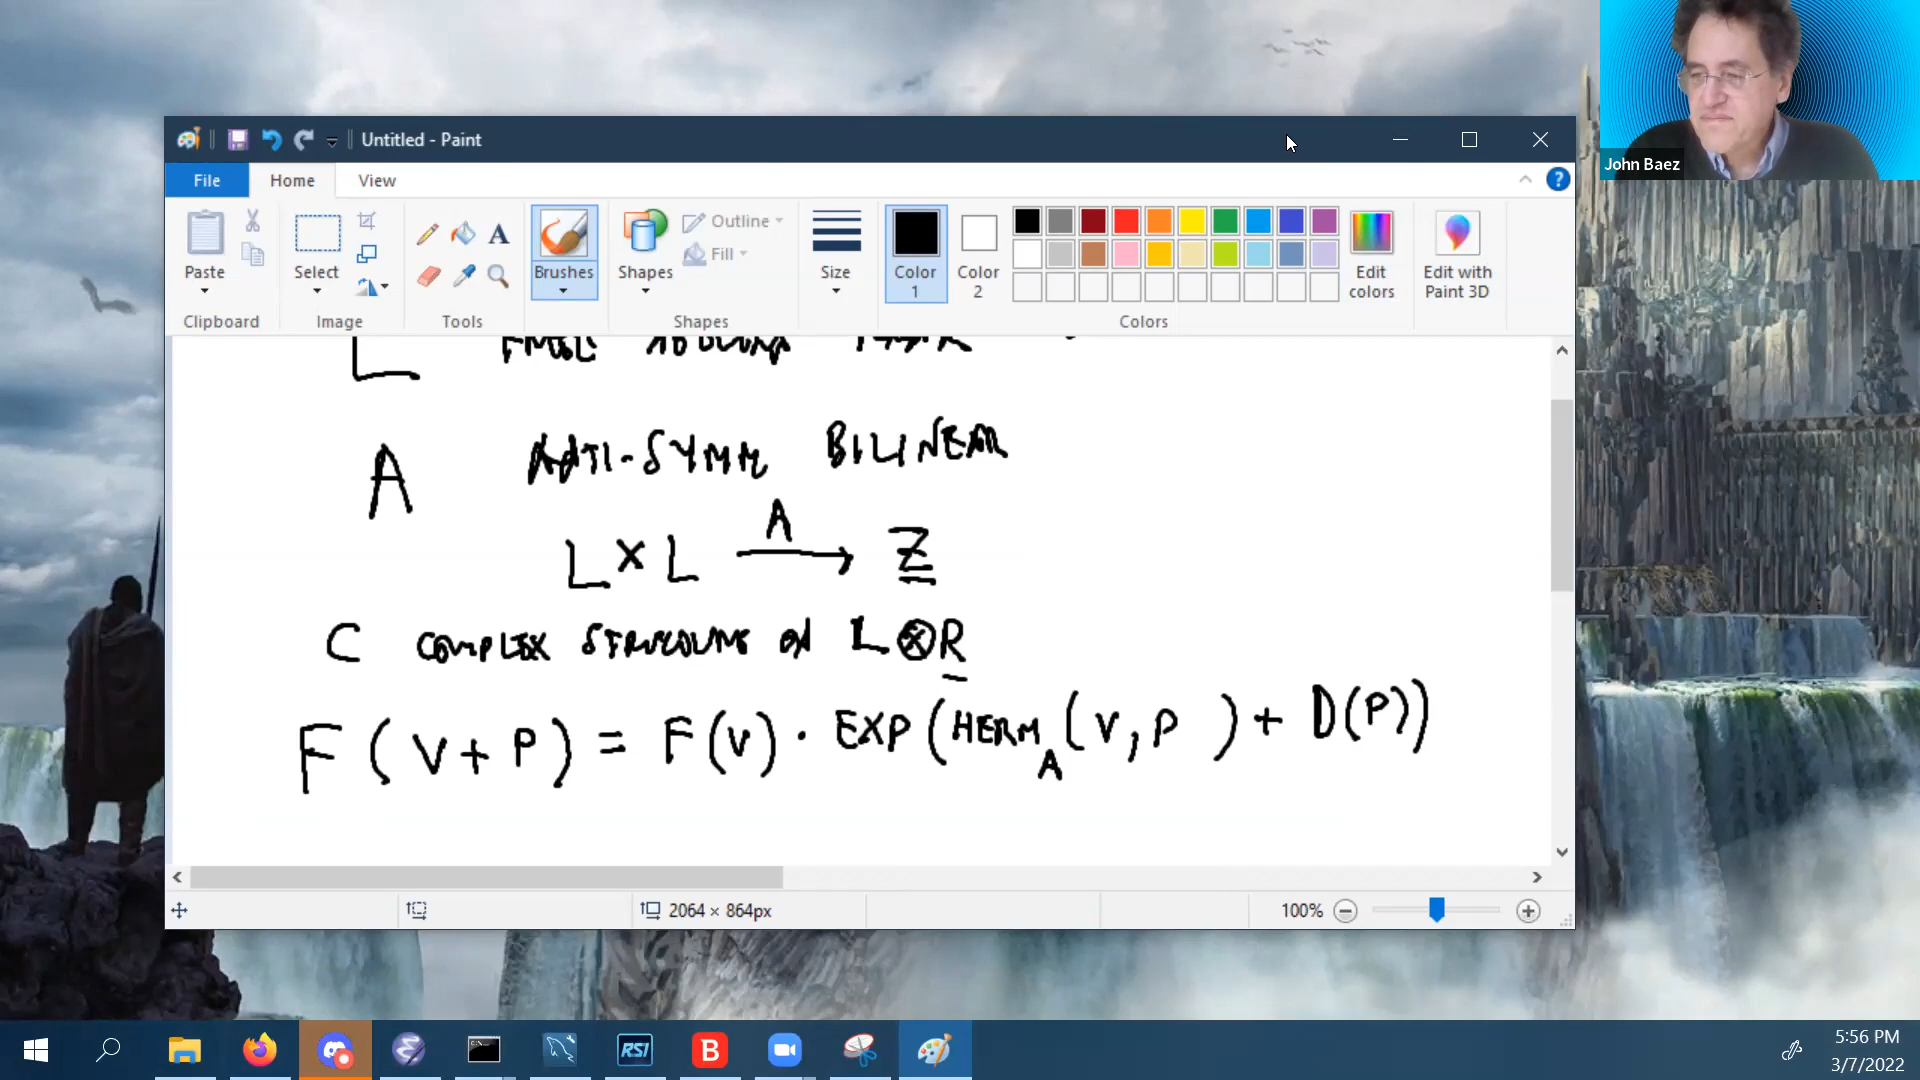 John Baez
Untitled - Paint
File Home View
Paste Select Brushes Shapes Outline Fill Size Color 1 Color 2 Edit colors Edit with Paint 3D
Clipboard Image Tools Shapes Colors
L
A ANTI-SYMM BILINEAR
L X L A → Z
C COMPLEX STRUCTURE ON L ⊗ R
F ( V + P ) = F ( V ) · EXP ( HERM_A ( V , P ) + D ( P ) )
2064 × 864px 100%
RSI B
5:56 PM
3/7/2022